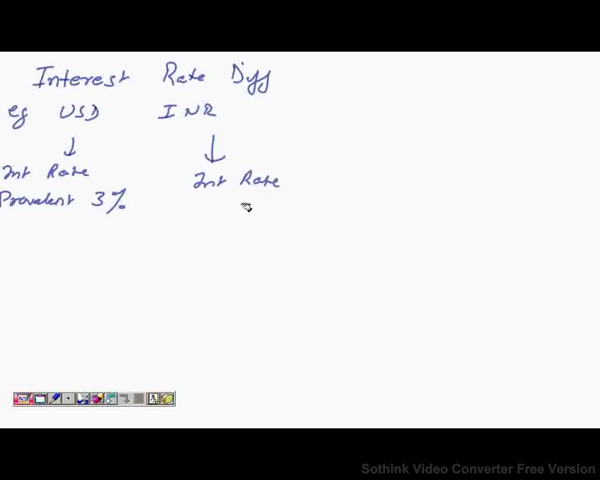 Interest Rate Diff
eg USD INR
Int Rate Int Rate
Prevalent 3%
Sothink Video Converter Free Version